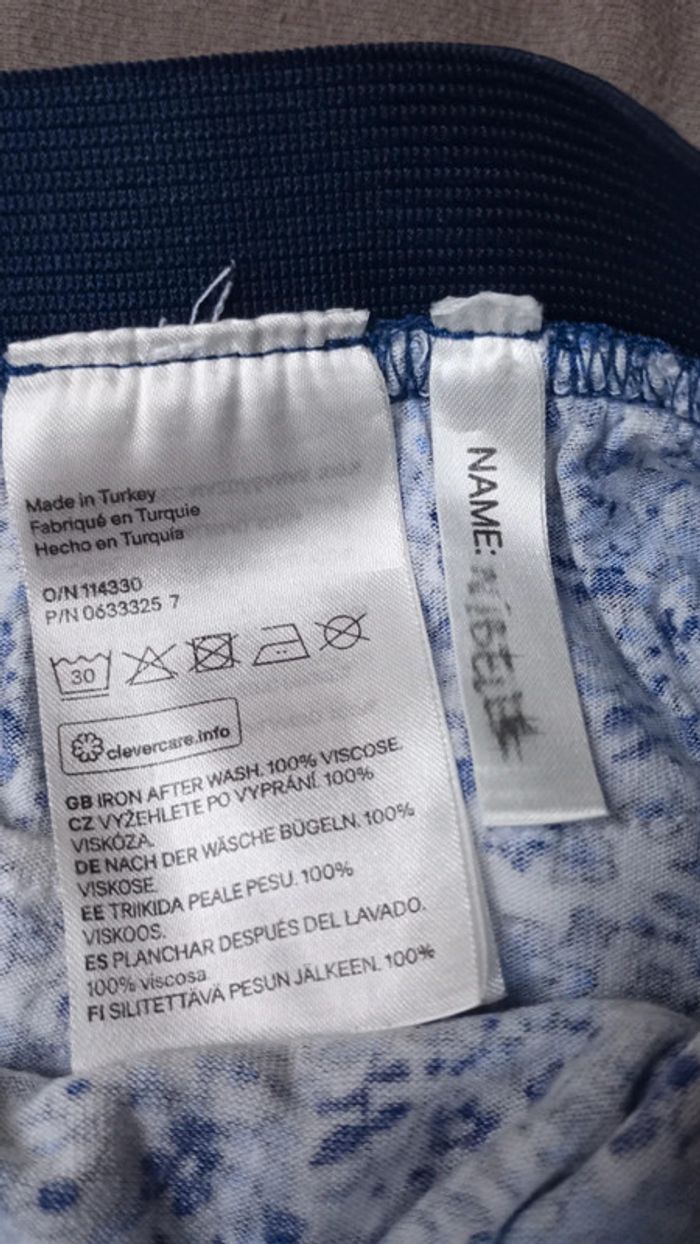 Made in Turkey
Fabriqué en Turquie
Hecho en Turquía
O/N 114330
P/N 0633325 7
30
clevercare.info
GB IRON AFTER WASH. 100% VISCOSE.
CZ VYŽEHLETE PO VYPRÁNÍ. 100%
VISKÓZA.
DE NACH DER WÄSCHE BÜGELN. 100%
VISKOSE.
EE TRIIKIDA PEALE PESU. 100%
VISKOOS.
ES PLANCHAR DESPUÉS DEL LAVADO.
100% viscosa
FI SILITETTÄVÄ PESUN JÄLKEEN. 100%
NAME: